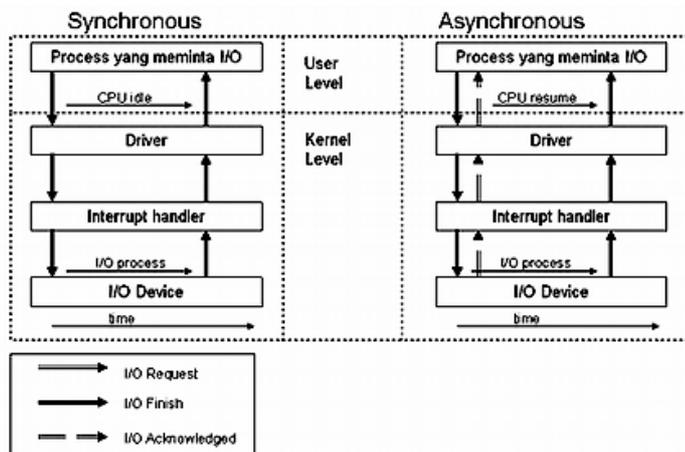 Synchronous
Asynchronous
Process yang meminta I/O
User Level
Process yang meminta I/O
CPU idle
CPU resume
Driver
Kernel Level
Driver
Interrupt handler
Interrupt handler
I/O process
I/O process
I/O Device
I/O Device
time
time
I/O Request
I/O Finish
I/O Acknowledged